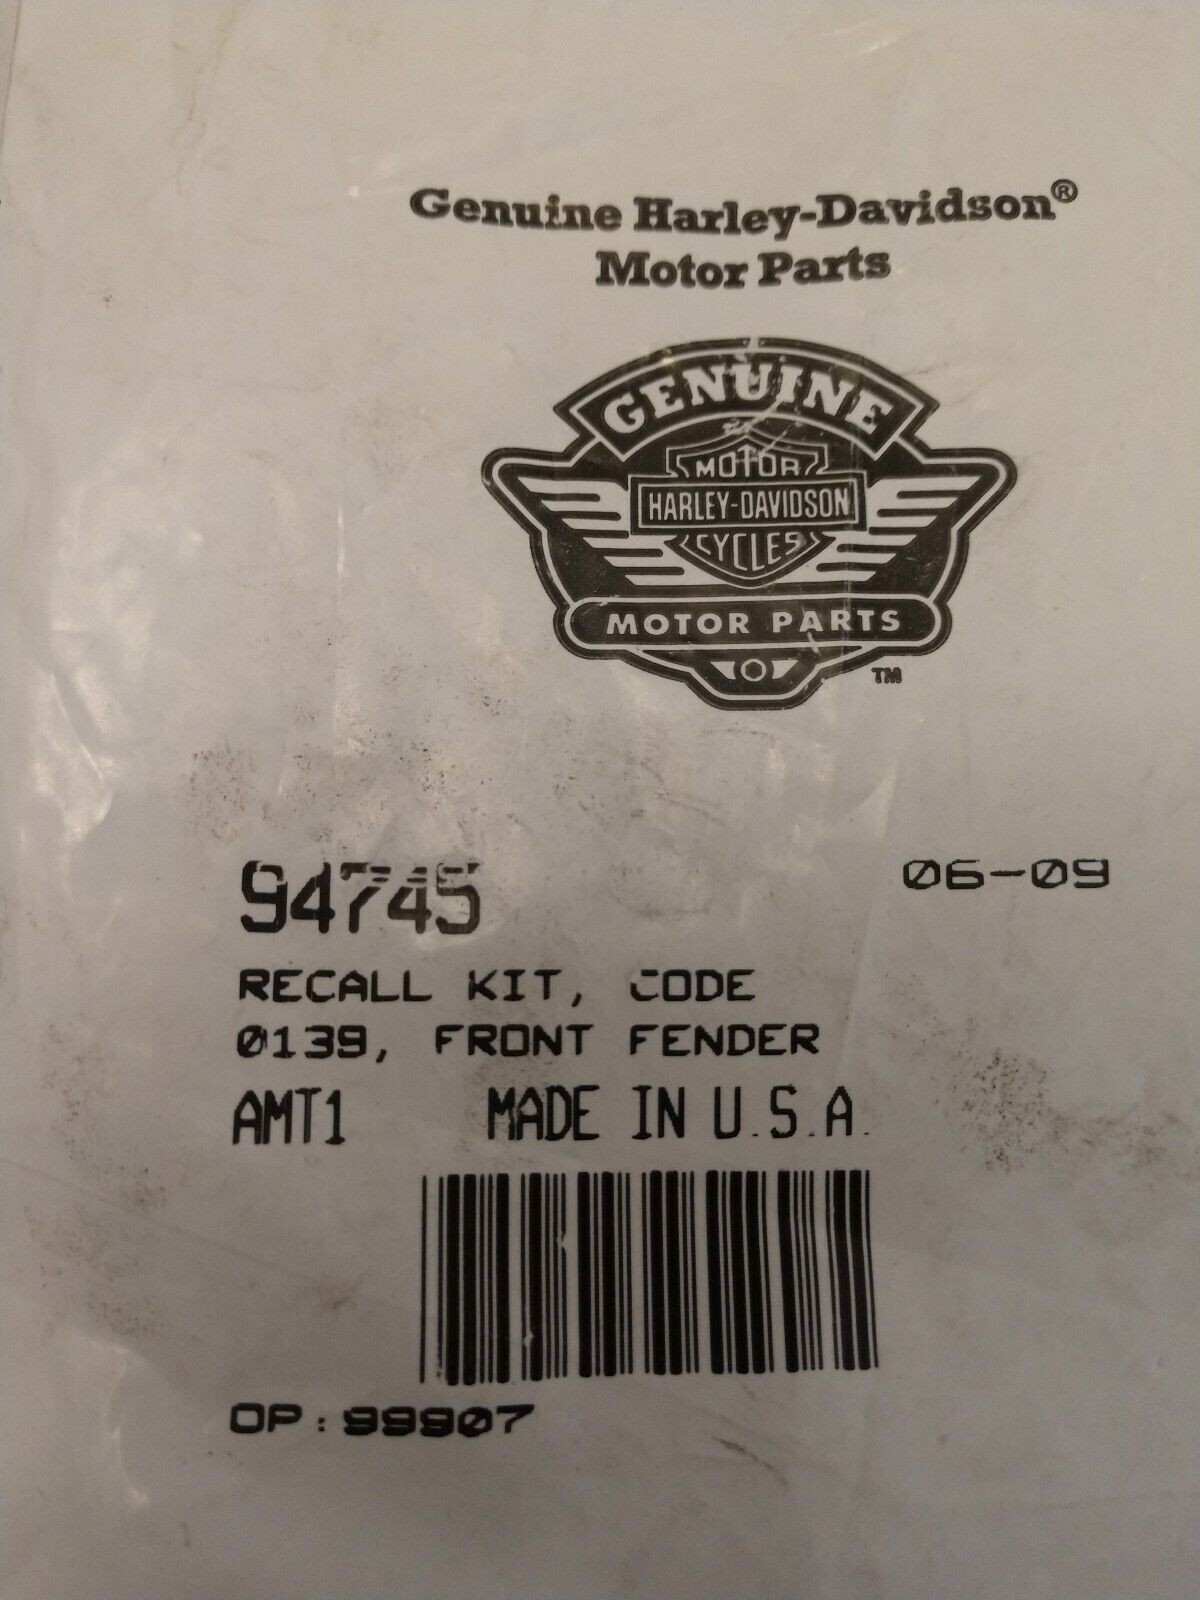 Genuine Harley-Davidson®
Motor Parts
GENUINE
MOTOR
HARLEY-DAVIDSON
CYCLES
MOTOR PARTS
TM
94745 06-09
RECALL KIT, CODE
0139, FRONT FENDER
AMT1 MADE IN U.S.A.
OP: 99907